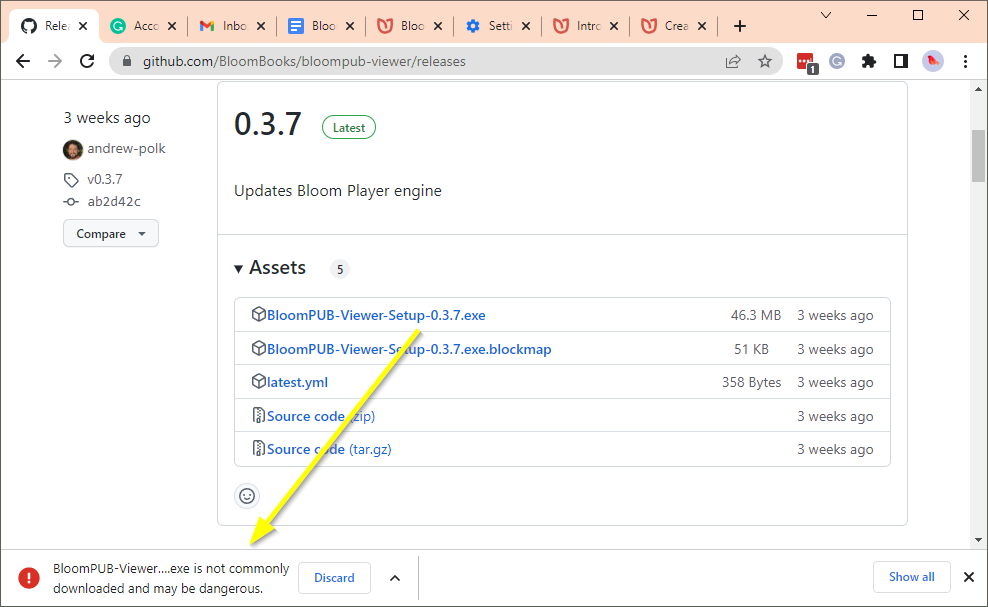 Relea
Acco
Inbo
Bloo
Bloo
Setti
Intro
Crea
github.com/BloomBooks/bloompub-viewer/releases
1
3 weeks ago
andrew-polk
v0.3.7
ab2d42c
Compare
0.3.7
Latest
Updates Bloom Player engine
Assets 5
BloomPUB-Viewer-Setup-0.3.7.exe 46.3 MB 3 weeks ago
BloomPUB-Viewer-Setup-0.3.7.exe.blockmap 51 KB 3 weeks ago
latest.yml 358 Bytes 3 weeks ago
Source code (zip) 3 weeks ago
Source code (tar.gz) 3 weeks ago
BloomPUB-Viewer....exe is not commonly
downloaded and may be dangerous.
Discard
Show all